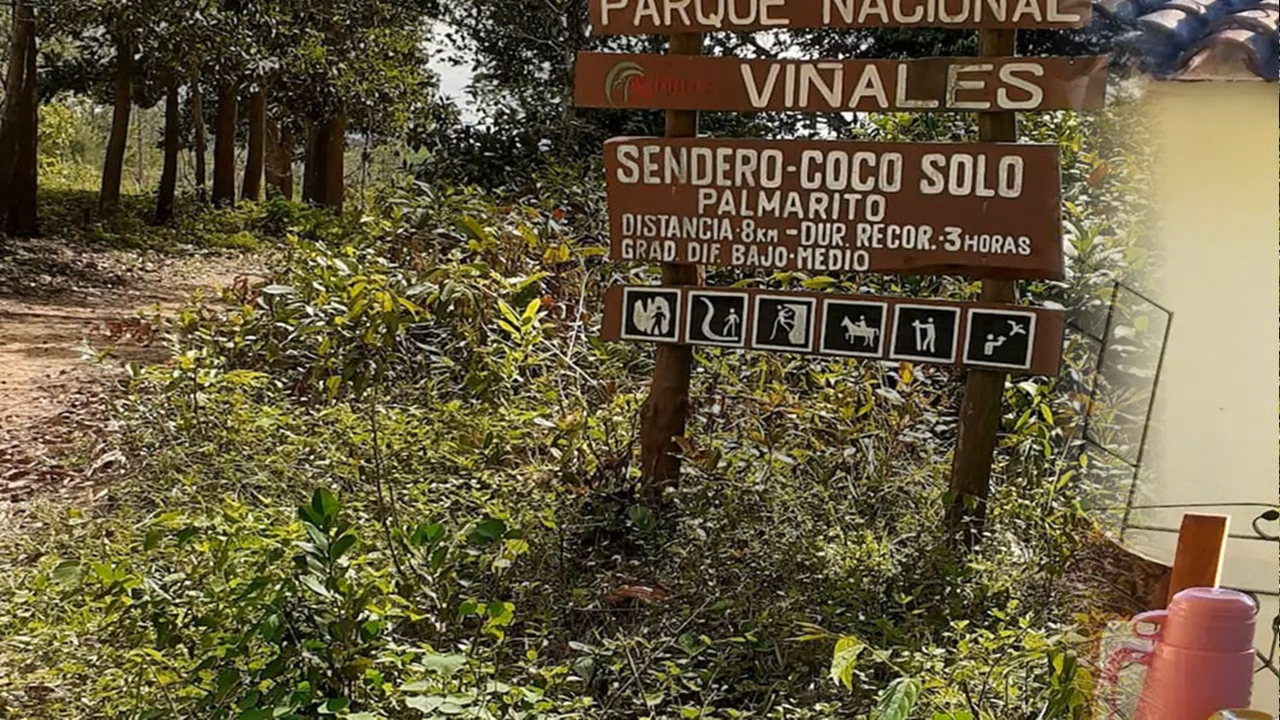 PARQUE NACIONAL
VIÑALES
SENDERO-COCO SOLO
PALMARITO
DISTANCIA·8KM-DUR. RECOR.·3HORAS
GRAD. DIF. BAJO·MEDIO